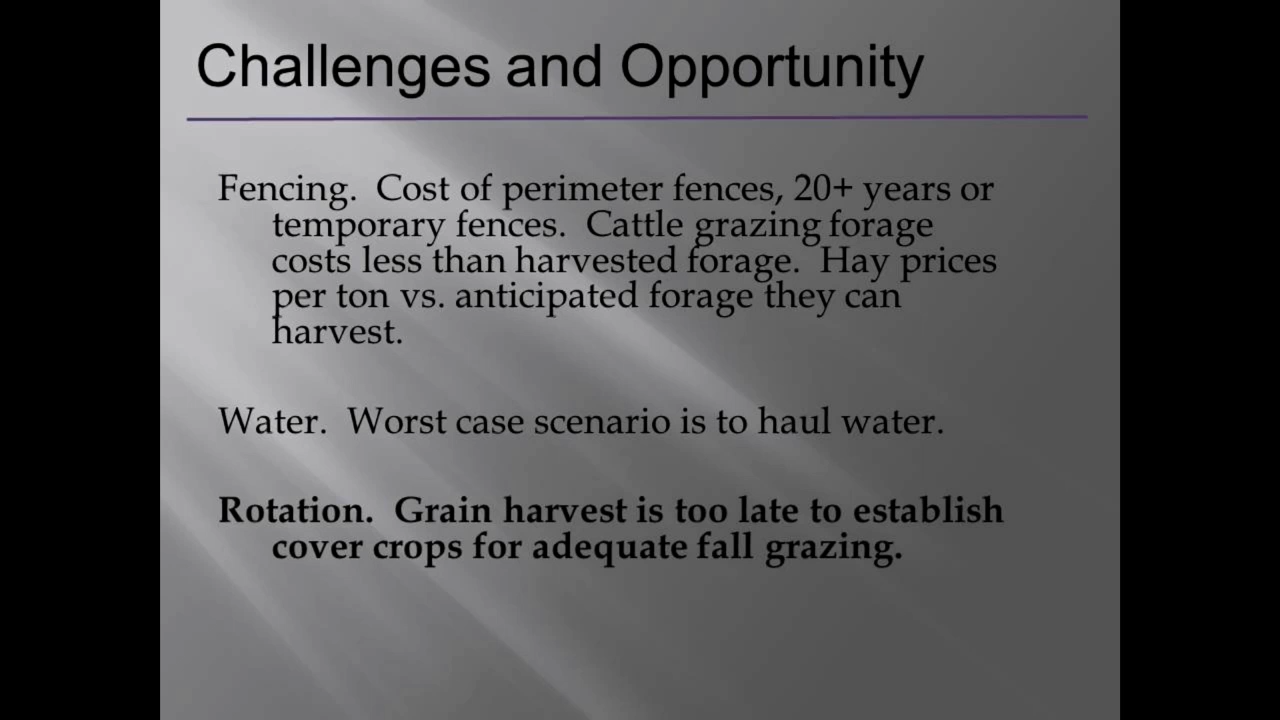 Challenges and Opportunity
Fencing. Cost of perimeter fences, 20+ years or
temporary fences. Cattle grazing forage
costs less than harvested forage. Hay prices
per ton vs. anticipated forage they can
harvest.
Water. Worst case scenario is to haul water.
Rotation. Grain harvest is too late to establish
cover crops for adequate fall grazing.